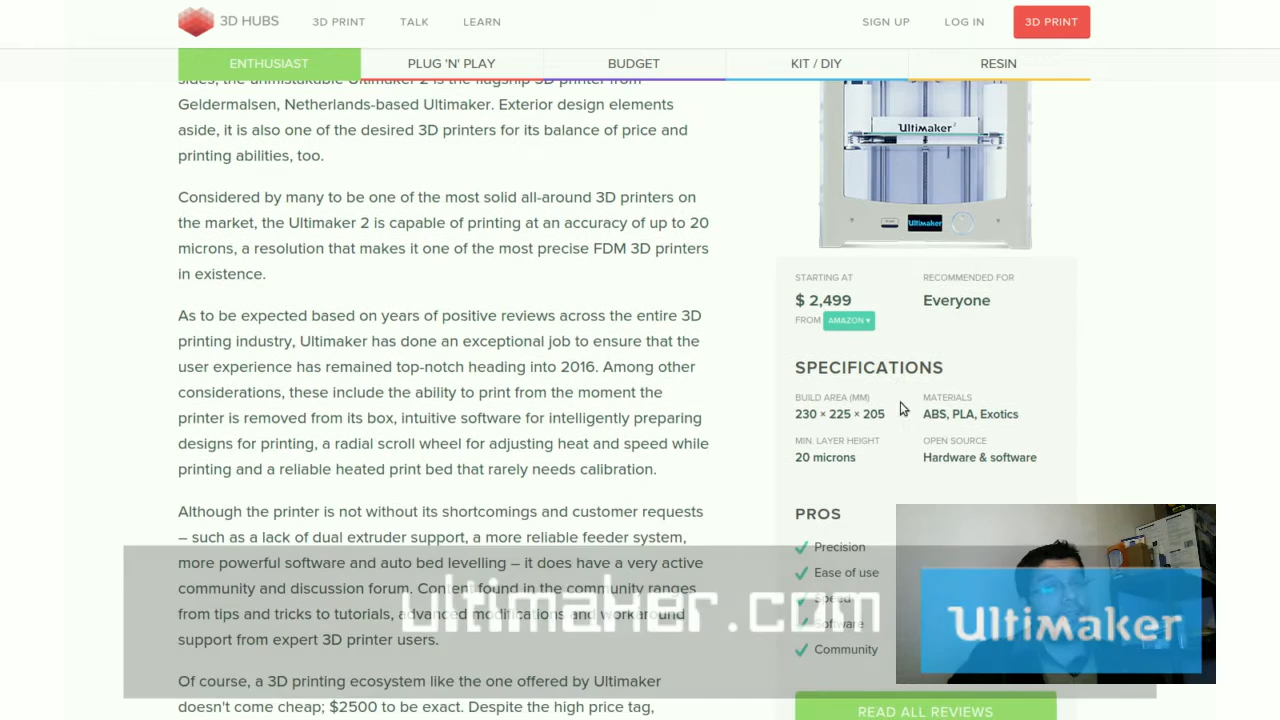 3D HUBS
3D PRINT
TALK
LEARN
SIGN UP
LOG IN
3D PRINT
ENTHUSIAST
PLUG 'N' PLAY
BUDGET
KIT / DIY
RESIN
sides, the unmistakable Ultimaker 2 is the flagship 3D printer from
Geldermalsen, Netherlands-based Ultimaker. Exterior design elements
aside, it is also one of the desired 3D printers for its balance of price and
printing abilities, too.
Considered by many to be one of the most solid all-around 3D printers on
the market, the Ultimaker 2 is capable of printing at an accuracy of up to 20
microns, a resolution that makes it one of the most precise FDM 3D printers
in existence.
As to be expected based on years of positive reviews across the entire 3D
printing industry, Ultimaker has done an exceptional job to ensure that the
user experience has remained top-notch heading into 2016. Among other
considerations, these include the ability to print from the moment the
printer is removed from its box, intuitive software for intelligently preparing
designs for printing, a radial scroll wheel for adjusting heat and speed while
printing and a reliable heated print bed that rarely needs calibration.
Although the printer is not without its shortcomings and customer requests
– such as a lack of dual extruder support, a more reliable feeder system,
more powerful software and auto bed levelling – it does have a very active
community and discussion forum. Content found in the community ranges
from tips and tricks to tutorials, advanced modifications and workaround
support from expert 3D printer users.
Of course, a 3D printing ecosystem like the one offered by Ultimaker
doesn't come cheap; $2500 to be exact. Despite the high price tag,
Ultimaker²
Ultimaker
STARTING AT
$ 2,499
FROM AMAZON ▾
RECOMMENDED FOR
Everyone
SPECIFICATIONS
BUILD AREA (MM)
230 × 225 × 205
MATERIALS
ABS, PLA, Exotics
MIN. LAYER HEIGHT
20 microns
OPEN SOURCE
Hardware & software
PROS
Precision
Ease of use
Speed
Software
Community
READ ALL REVIEWS
ultimaker.com
Ultimaker